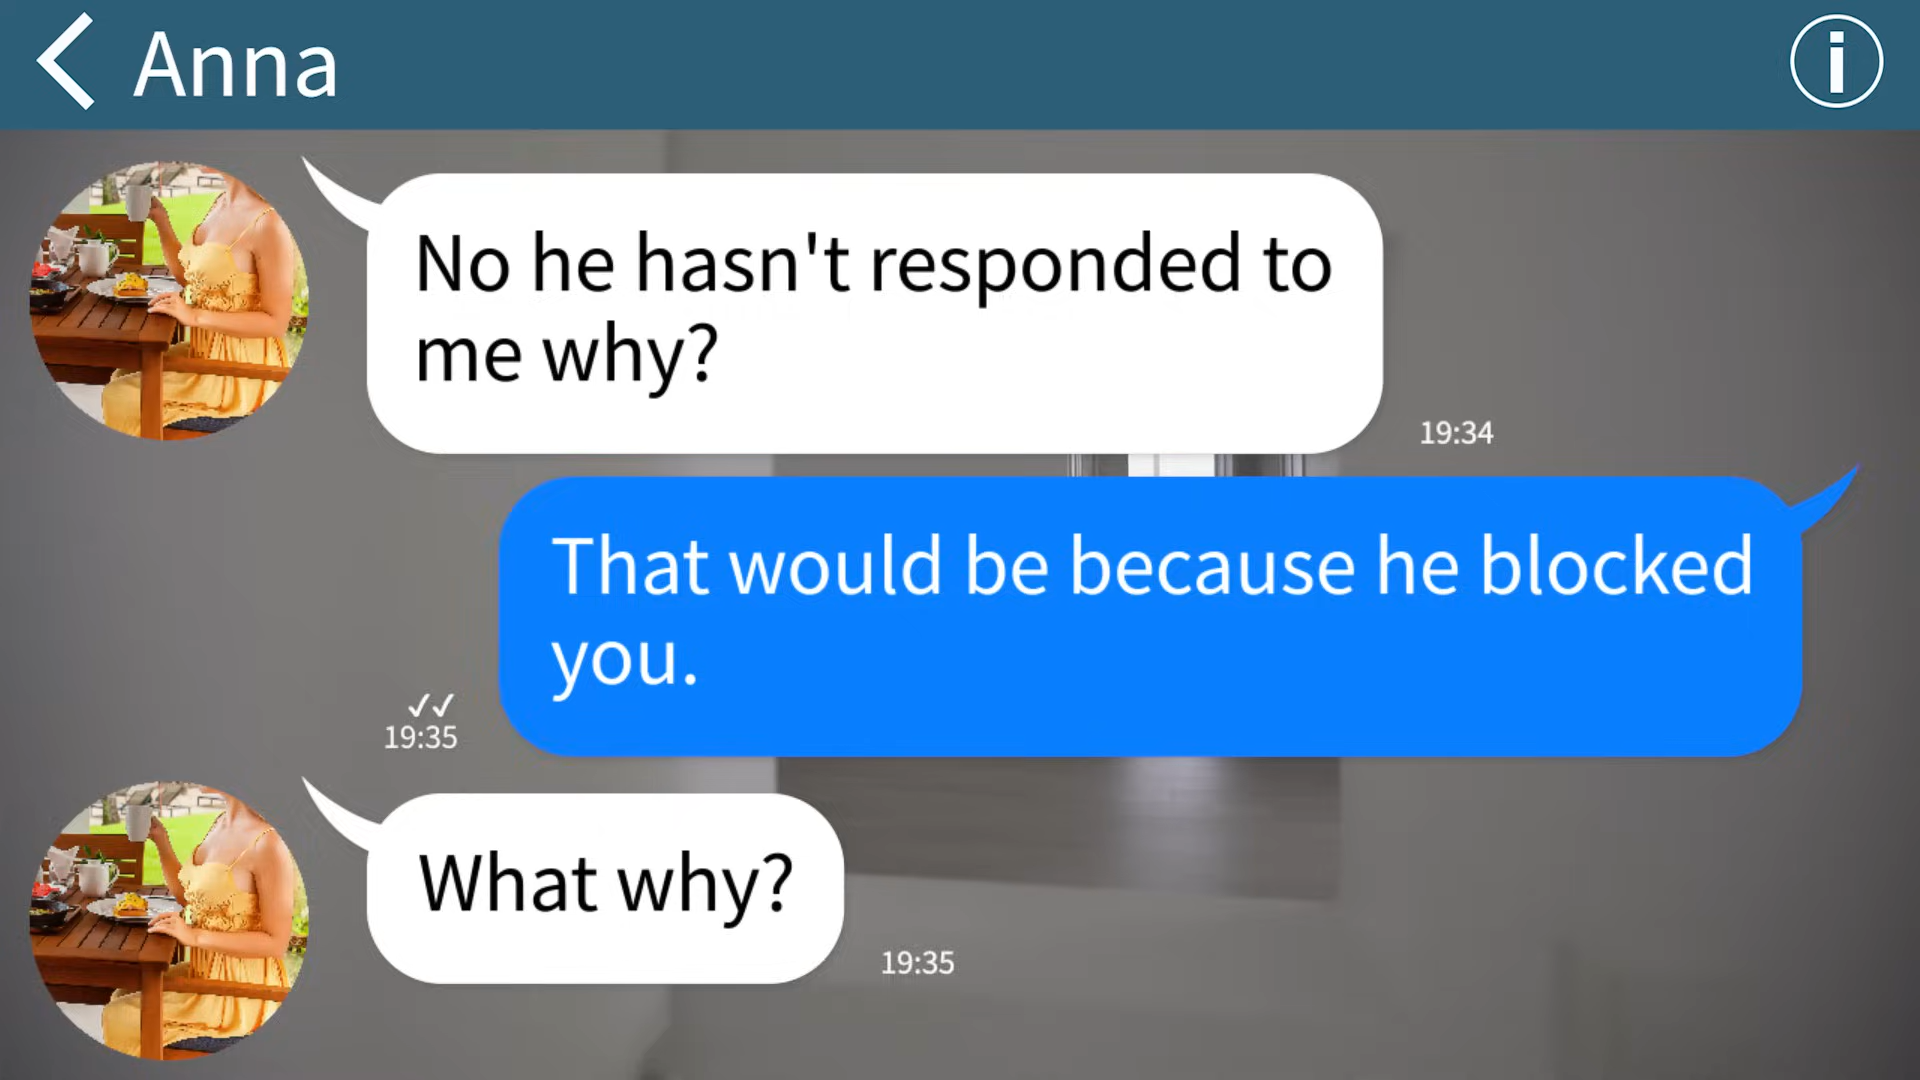 Anna
No he hasn't responded to
me why?
19:34
That would be because he blocked
you.
✓✓
19:35
What why?
19:35